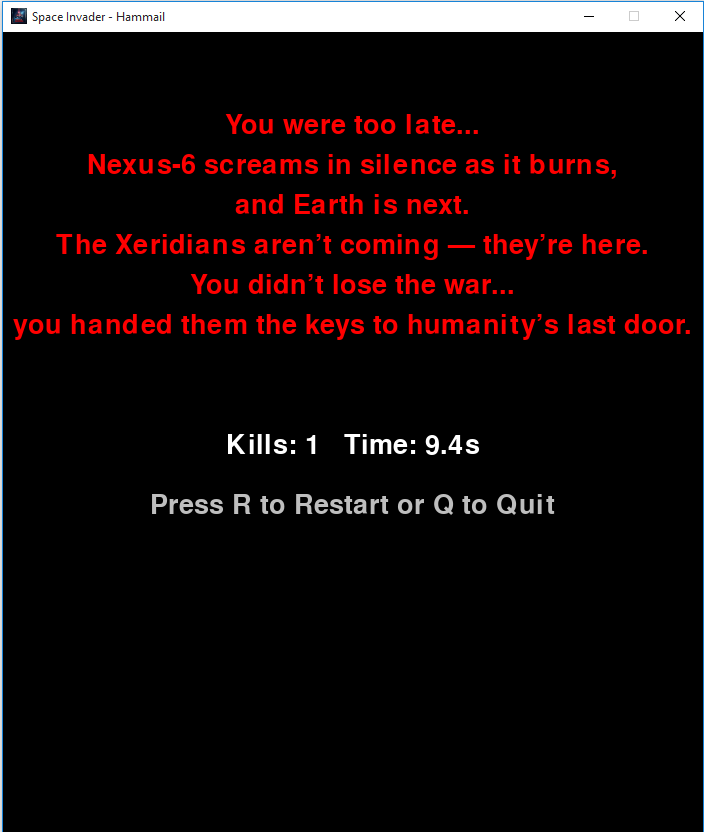 Space Invader - Hammail
You were too late...
Nexus-6 screams in silence as it burns,
and Earth is next.
The Xeridians aren’t coming — they’re here.
You didn’t lose the war...
you handed them the keys to humanity’s last door.
Kills: 1   Time: 9.4s
Press R to Restart or Q to Quit